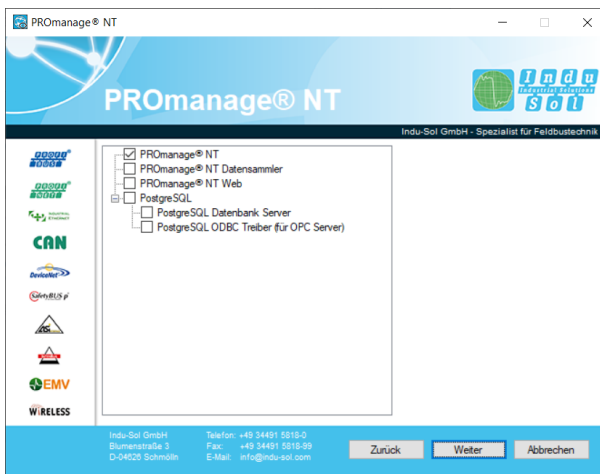 PROmanage® NT
PROmanage® NT
Indu
Industrial Solutions
Sol
Indu-Sol GmbH - Spezialist für Feldbustechnik
PROmanage® NT
PROmanage® NT Datensammler
PROmanage® NT Web
PostgreSQL
PostgreSQL Datenbank Server
PostgreSQL ODBC Treiber (für OPC Server)
INDUSTRIAL
ETHERNET
CAN
DeviceNet
SafetyBUS p
EMV
WIRELESS
Indu-Sol GmbH
Blumenstraße 3
D-04626 Schmölln
Telefon: +49 34491 5818-0
Fax: +49 34491 5818-99
E-Mail: info@indu-sol.com
Zurück
Weiter
Abbrechen